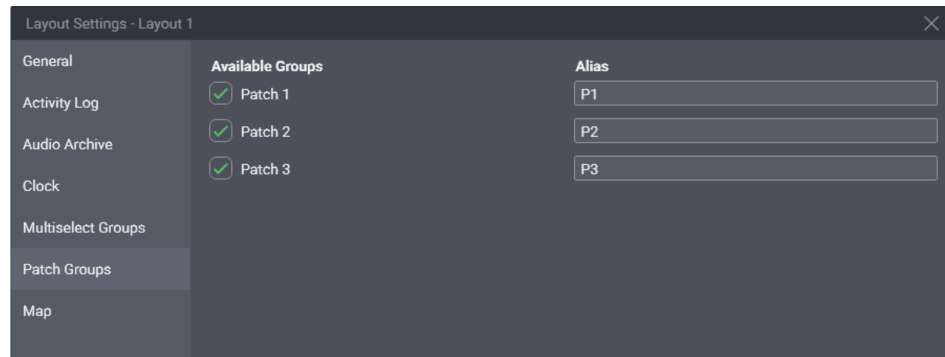 Layout Settings - Layout 1
General
Activity Log
Audio Archive
Clock
Multiselect Groups
Patch Groups
Map
Available Groups
Alias
Patch 1
P1
Patch 2
P2
Patch 3
P3